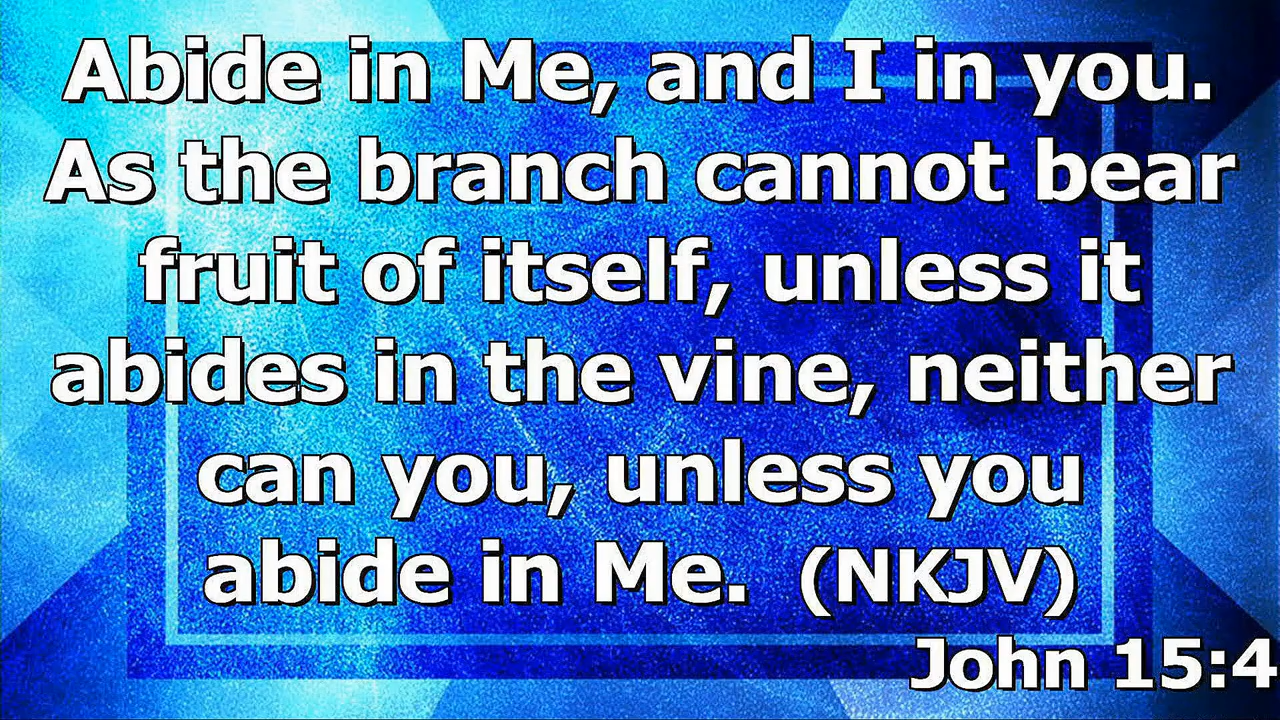 Abide in Me, and I in you.
As the branch cannot bear
fruit of itself, unless it
abides in the vine, neither
can you, unless you
abide in Me.  (NKJV)
John 15:4